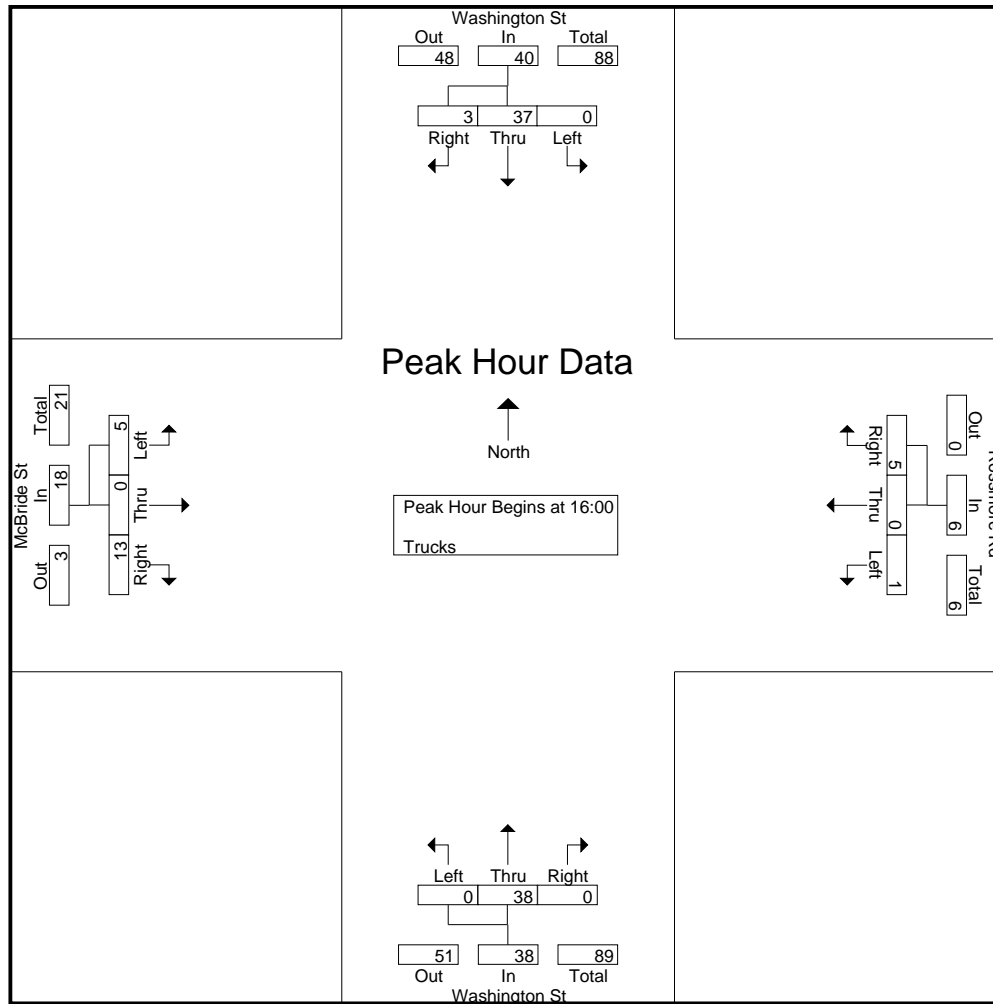 Washington St
Out In Total
48 40 88
3 37 0
Right Thru Left
Peak Hour Data
North
Peak Hour Begins at 16:00
Trucks
McBride St
Total In Out
21 18 3
5 0 13
Left Thru Right
Rd
Out In Total
0 6 6
5 0 1
Right Thru Left
Left Thru Right
0 38 0
51 38 89
Out In Total
Washington St